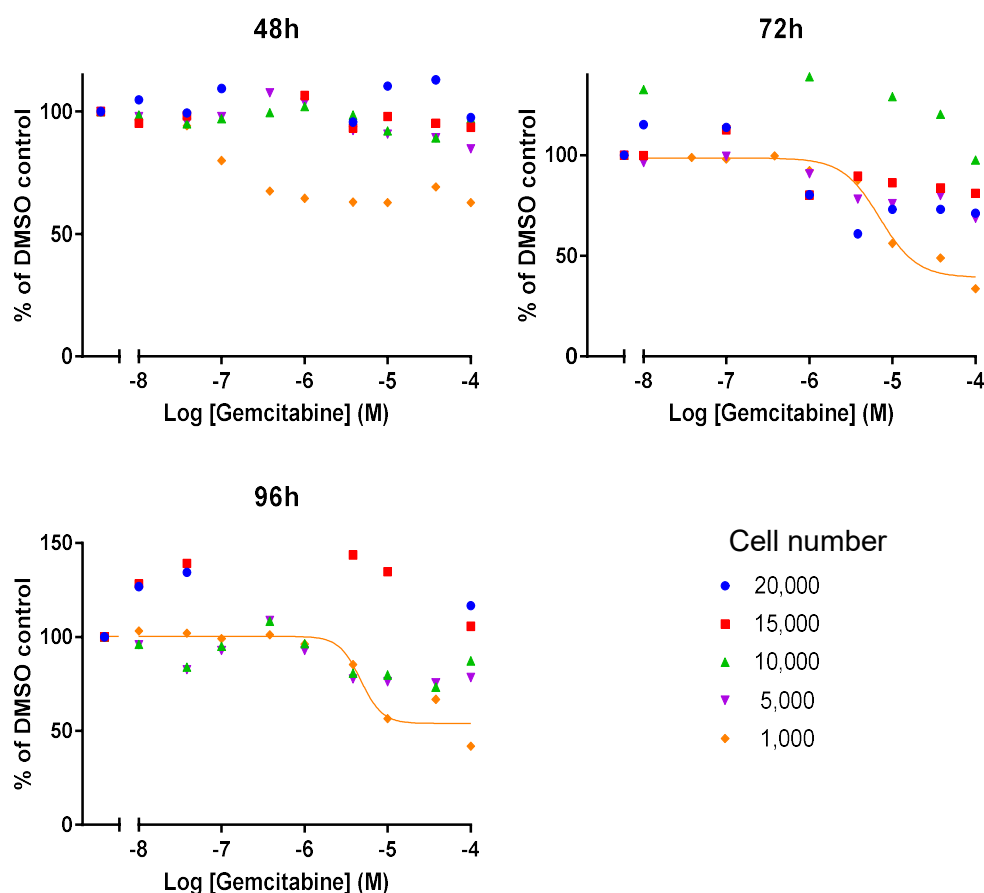 48h
% of DMSO control
100
50
0
-8 -7 -6 -5 -4
Log [Gemcitabine] (M)
72h
% of DMSO control
100
50
0
-8 -7 -6 -5 -4
Log [Gemcitabine] (M)
96h
% of DMSO control
150
100
50
0
-8 -7 -6 -5 -4
Log [Gemcitabine] (M)
Cell number
20,000
15,000
10,000
5,000
1,000